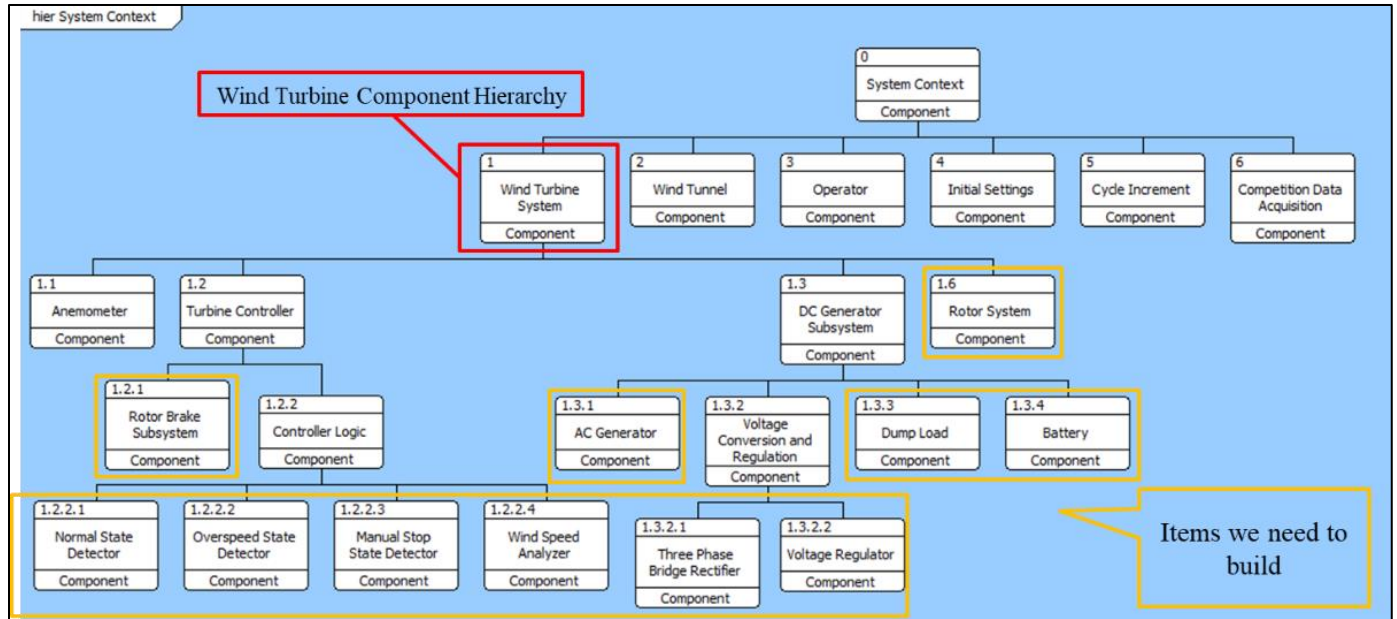 hier System Context
Wind Turbine Component Hierarchy
0
System Context
Component
1
Wind Turbine
System
Component
2
Wind Tunnel
Component
3
Operator
Component
4
Initial Settings
Component
5
Cycle Increment
Component
6
Competition Data
Acquisition
Component
1.1
Anemometer
Component
1.2
Turbine Controller
Component
1.3
DC Generator
Subsystem
Component
1.6
Rotor System
Component
1.2.1
Rotor Brake
Subsystem
Component
1.2.2
Controller Logic
Component
1.3.1
AC Generator
Component
1.3.2
Voltage
Conversion and
Regulation
Component
1.3.3
Dump Load
Component
1.3.4
Battery
Component
1.2.2.1
Normal State
Detector
Component
1.2.2.2
Overspeed State
Detector
Component
1.2.2.3
Manual Stop
State Detector
Component
1.2.2.4
Wind Speed
Analyzer
Component
1.3.2.1
Three Phase
Bridge Rectifier
Component
1.3.2.2
Voltage Regulator
Component
Items we need to
build